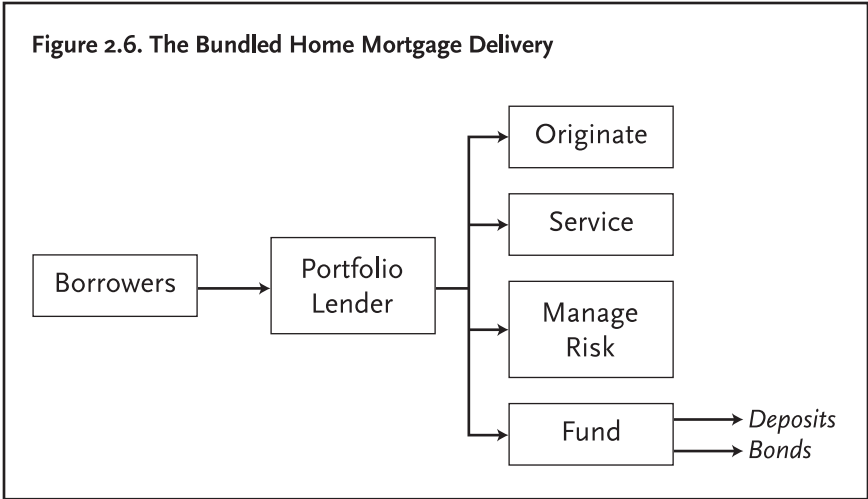 Figure 2.6. The Bundled Home Mortgage Delivery
Originate
Service
Borrowers
Portfolio
Lender
Manage
Risk
Fund
Deposits
Bonds